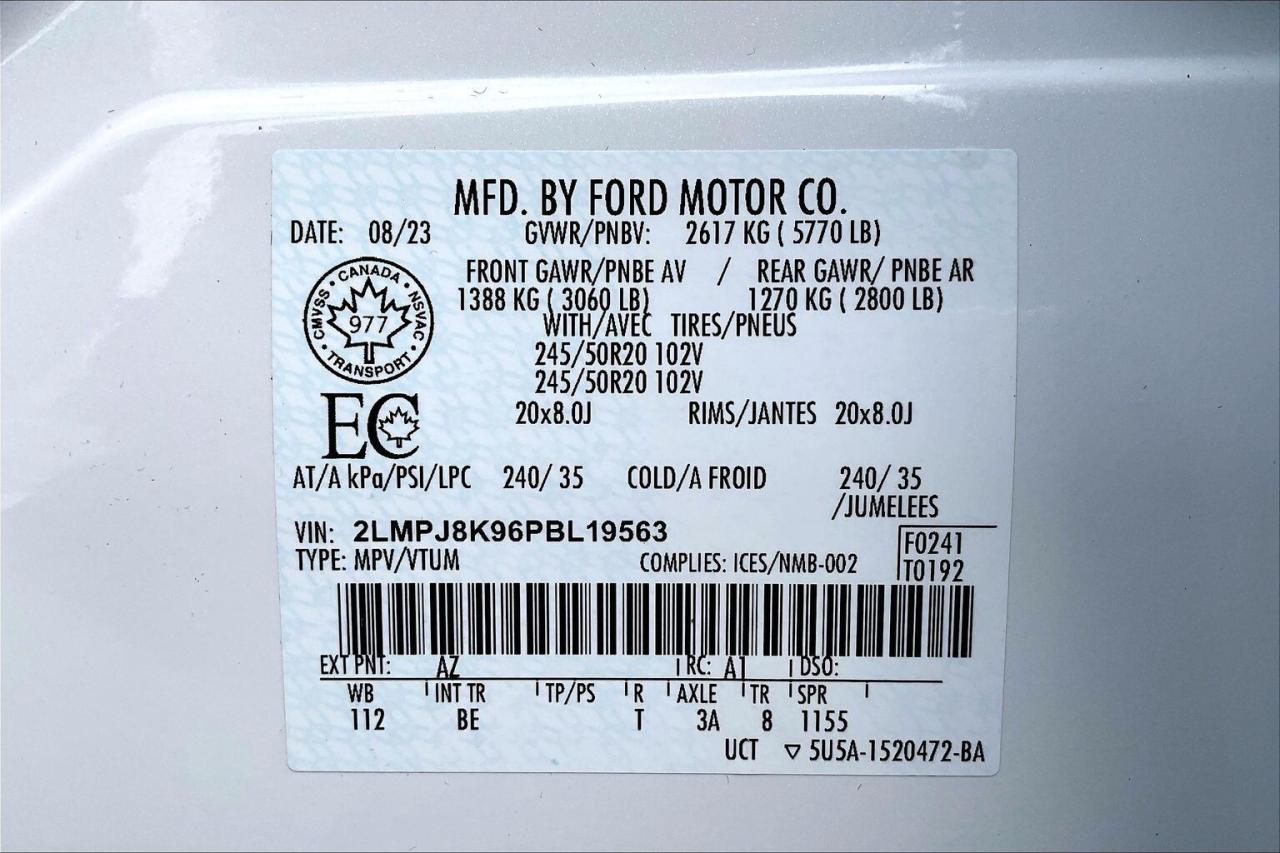 MFD. BY FORD MOTOR CO.
DATE: 08/23 GVWR/PNBV: 2617 KG ( 5770 LB)
FRONT GAWR/PNBE AV / REAR GAWR/ PNBE AR
1388 KG ( 3060 LB) 1270 KG ( 2800 LB)
WITH/AVEC TIRES/PNEUS
245/50R20 102V
245/50R20 102V
20x8.0J RIMS/JANTES 20x8.0J
CMVSS • CANADA • NSVAC • TRANSPORT •
977
EC
AT/A kPa/PSI/LPC 240/ 35 COLD/A FROID 240/ 35
/JUMELEES
VIN: 2LMPJ8K96PBL19563
TYPE: MPV/VTUM COMPLIES: ICES/NMB-002
F0241
T0192
EXT PNT: AZ RC: A1 DSO:
WB INT TR TP/PS R AXLE TR SPR
112 BE T 3A 8 1155
UCT ▽ 5U5A-1520472-BA